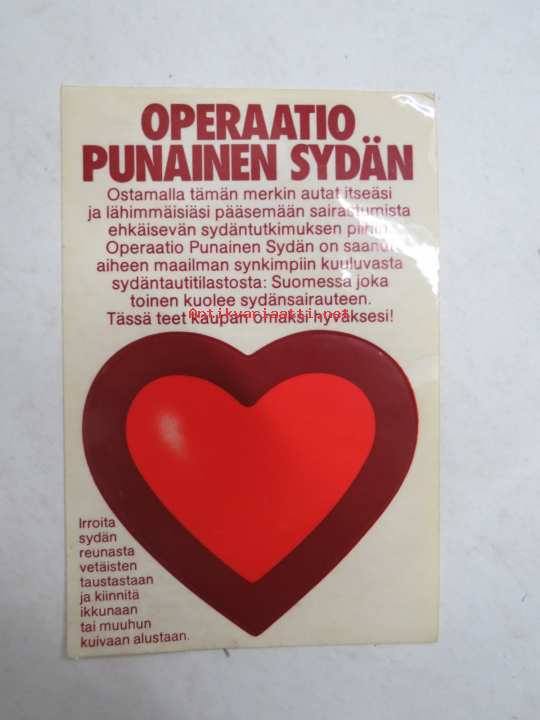 OPERAATIO
PUNAINEN SYDÄN
Ostamalla tämän merkin autat itseäsi
ja lähimmäisiäsi pääsemään sairastumista
ehkäisevän sydäntutkimuksen piiriin.
Operaatio Punainen Sydän on saanut
aiheen maailman synkimpiin kuuluvasta
sydäntautitilastosta: Suomessa joka
toinen kuolee sydänsairauteen.
Tässä teet kaupan omaksi hyväksesi!
Antikvariaatti.net
Irroita
sydän
reunasta
vetäisten
taustastaan
ja kiinnitä
ikkunaan
tai muuhun
kuivaan alustaan.